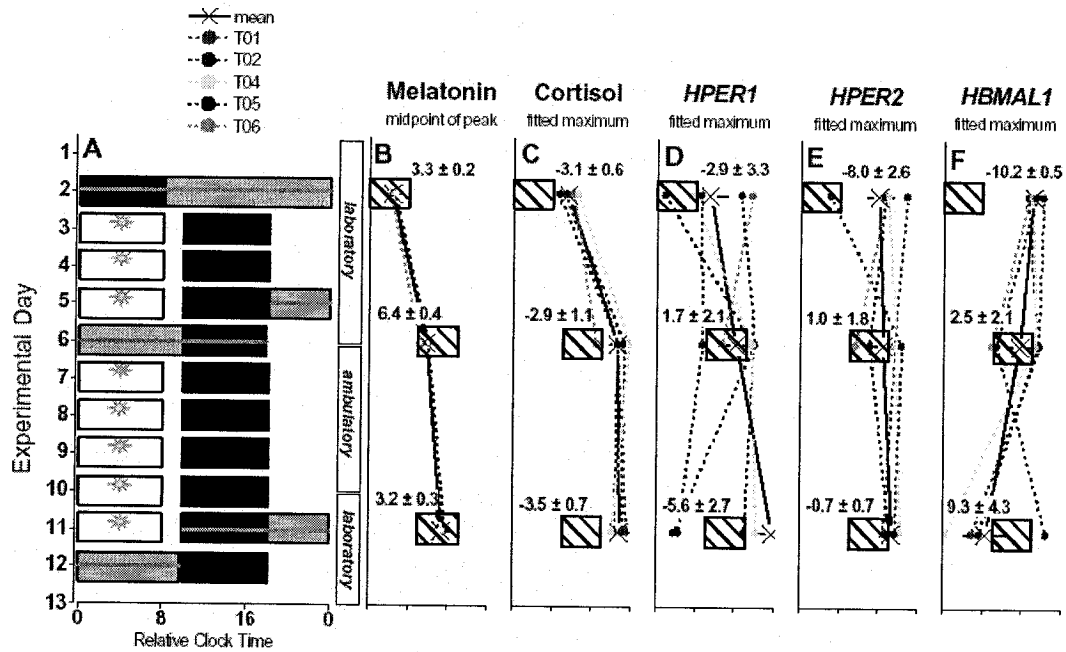 mean
T01
T02
T04
T05
T06
Melatonin
midpoint of peak
Cortisol
fitted maximum
HPER1
fitted maximum
HPER2
fitted maximum
HBMAL1
fitted maximum
A
B
C
D
E
F
3.3 ± 0.2
-3.1 ± 0.6
-2.9 ± 3.3
-8.0 ± 2.6
-10.2 ± 0.5
6.4 ± 0.4
-2.9 ± 1.1
1.7 ± 2.1
1.0 ± 1.8
2.5 ± 2.1
3.2 ± 0.3
-3.5 ± 0.7
-5.6 ± 2.7
-0.7 ± 0.7
9.3 ± 4.3
Experimental Day
1
2
3
4
5
6
7
8
9
10
11
12
13
laboratory
ambulatory
laboratory
0
8
16
0
Relative Clock Time